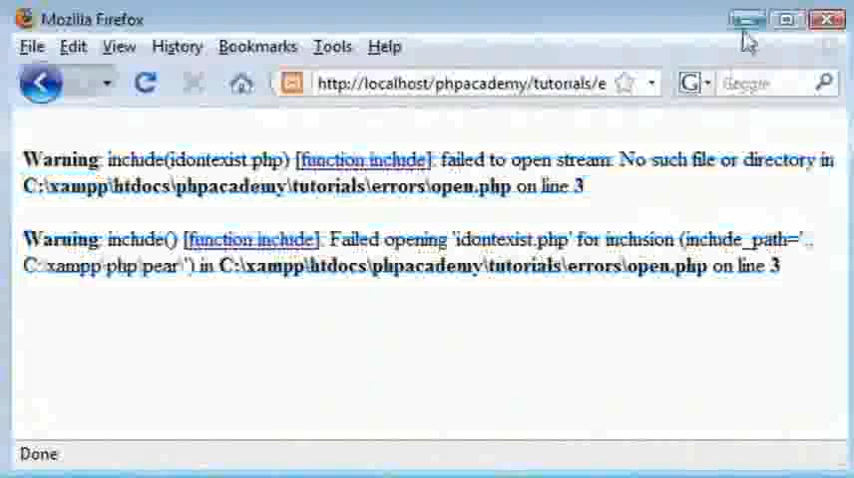 Mozilla Firefox
File Edit View History Bookmarks Tools Help
http://localhost/phpacademy/tutorials/e G Google
Warning: include(idontexist.php) [function.include]: failed to open stream: No such file or directory in
C:\xampp\htdocs\phpacademy\tutorials\errors\open.php on line 3
Warning: include() [function.include]: Failed opening 'idontexist.php' for inclusion (include_path='.;
C:\xampp\php\pear\') in C:\xampp\htdocs\phpacademy\tutorials\errors\open.php on line 3
Done